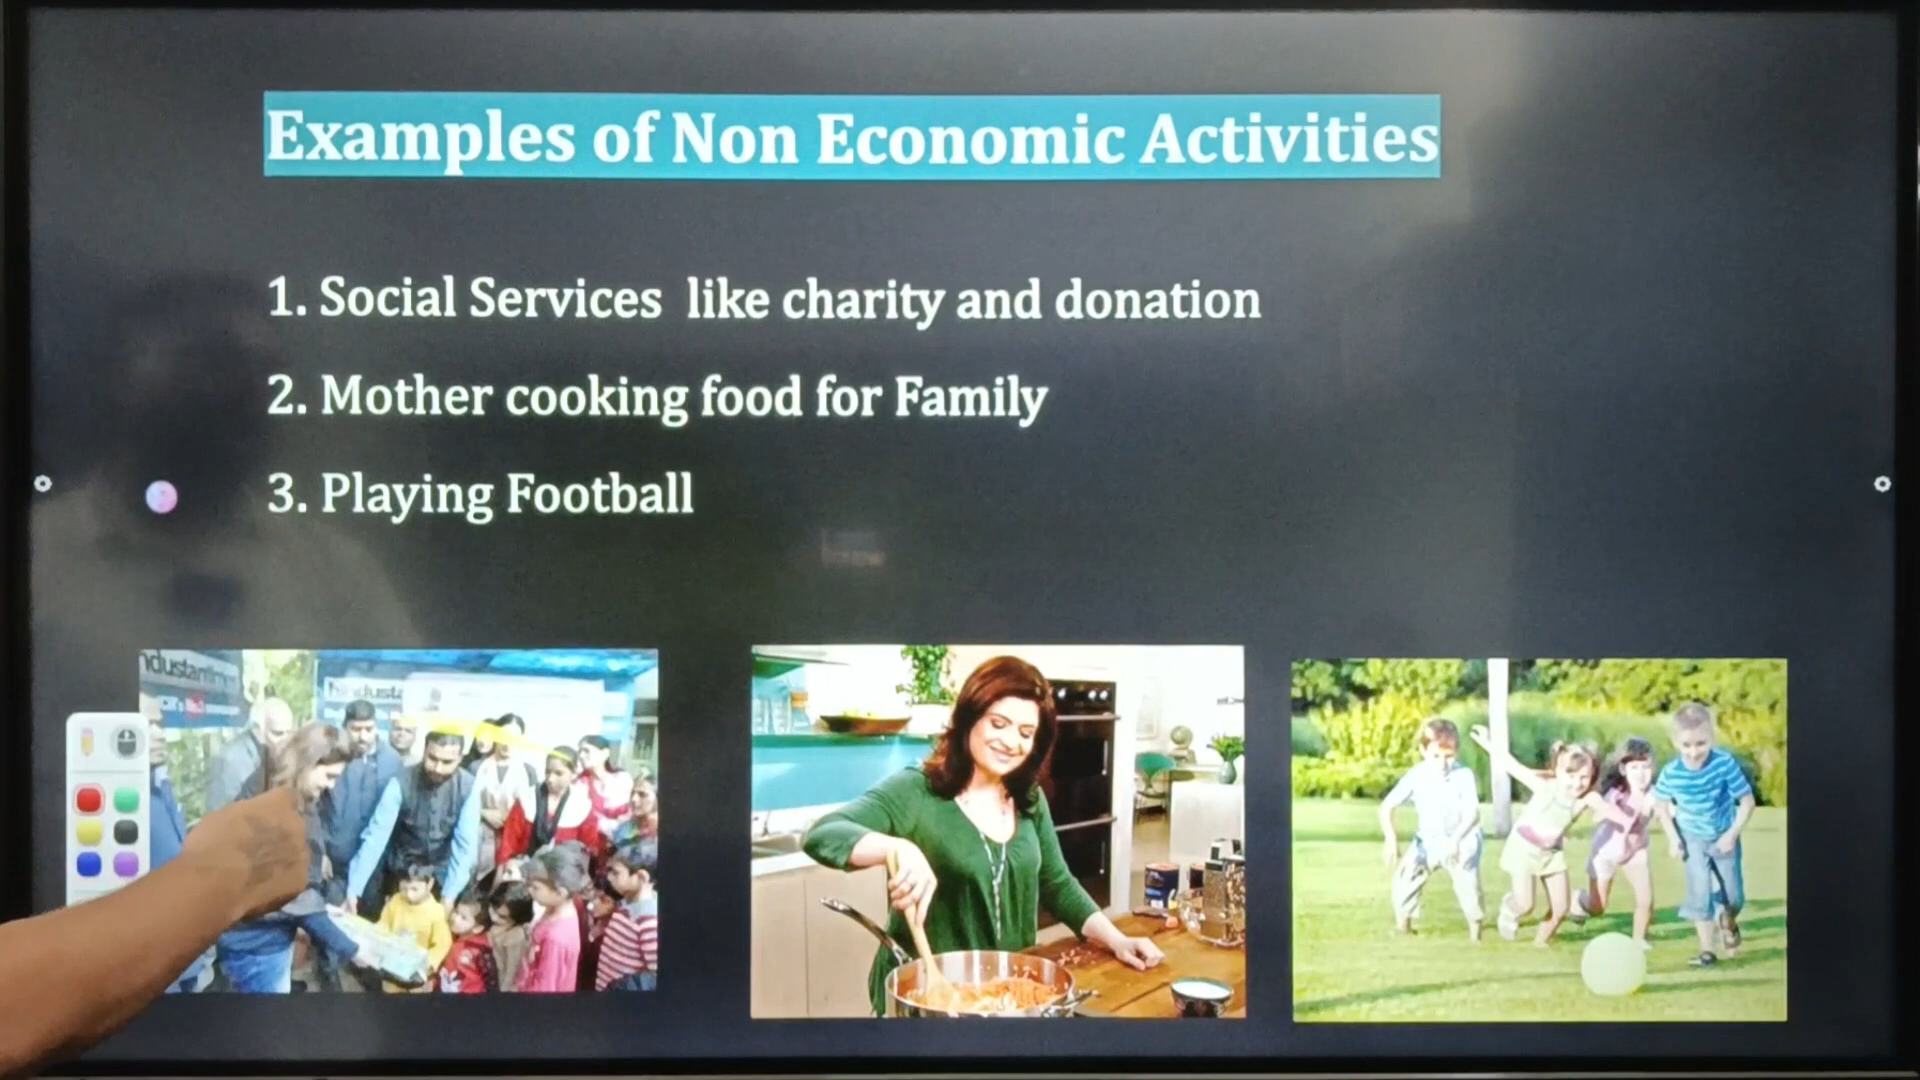 Examples of Non Economic Activities
1. Social Services like charity and donation
2. Mother cooking food for Family
3. Playing Football